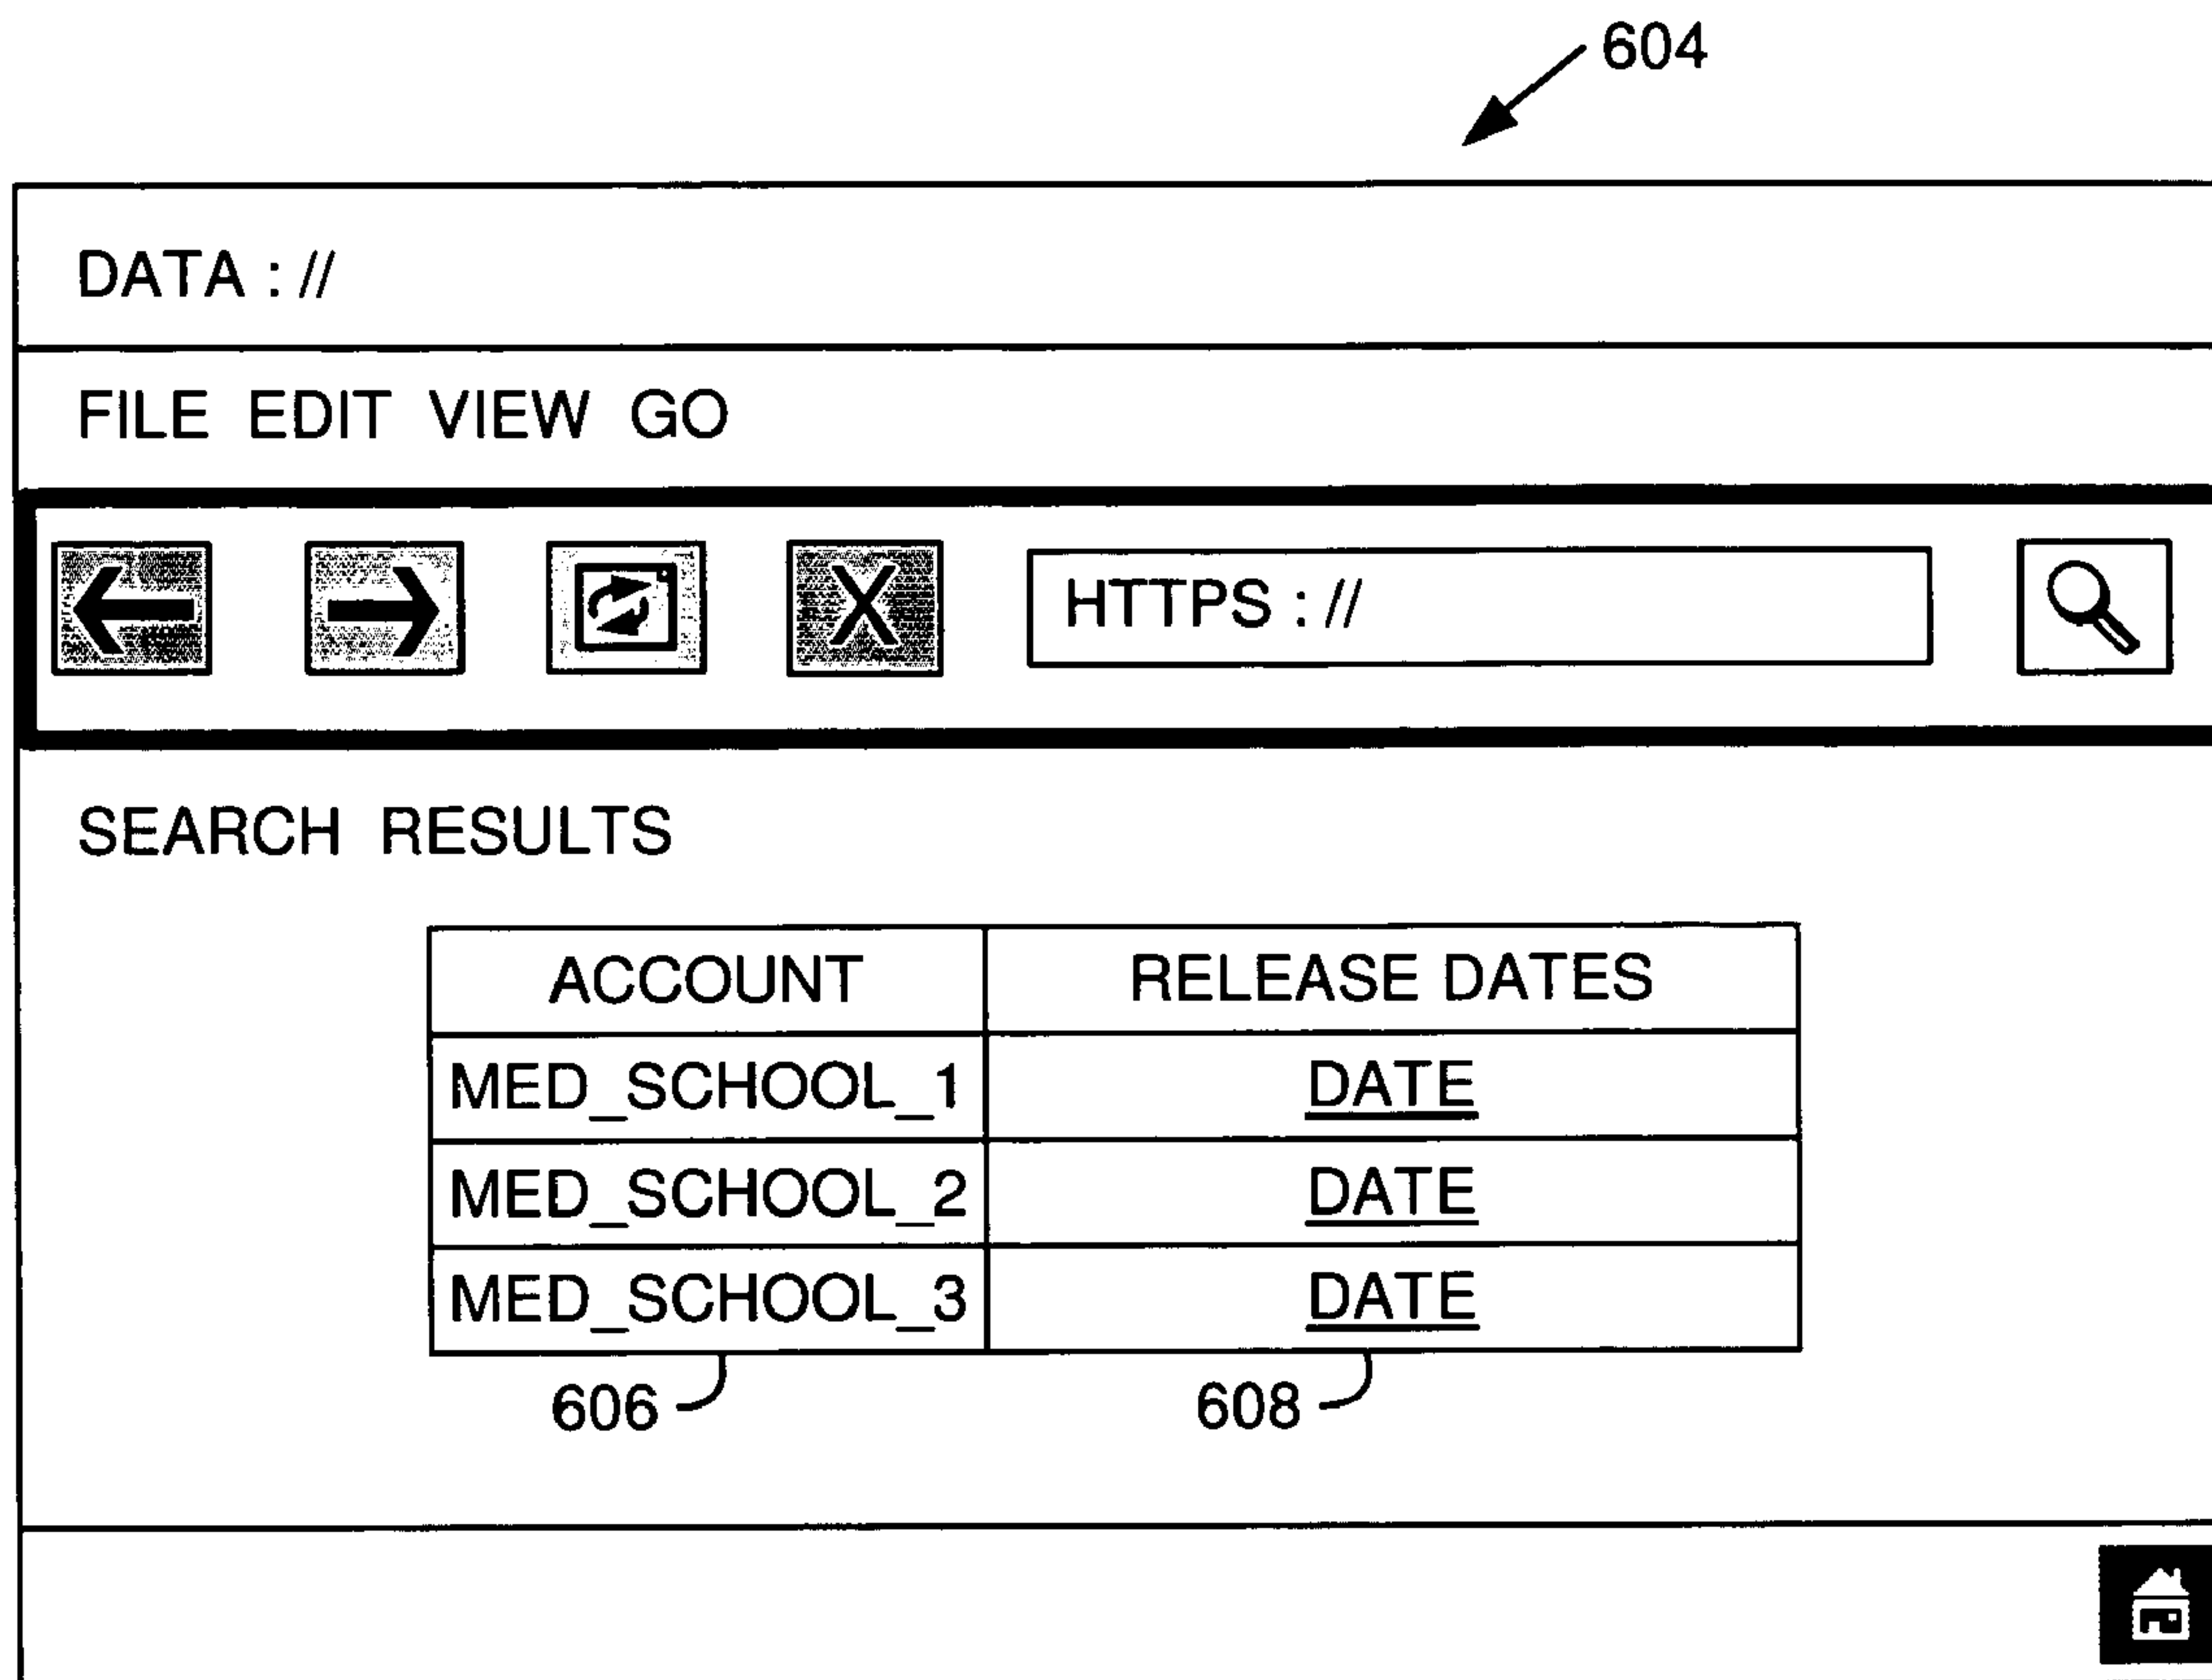 604
DATA : //
FILE EDIT VIEW GO
X HTTPS : //
SEARCH RESULTS
ACCOUNT RELEASE DATES
MED_SCHOOL_1 DATE
MED_SCHOOL_2 DATE
MED_SCHOOL_3 DATE
606 608